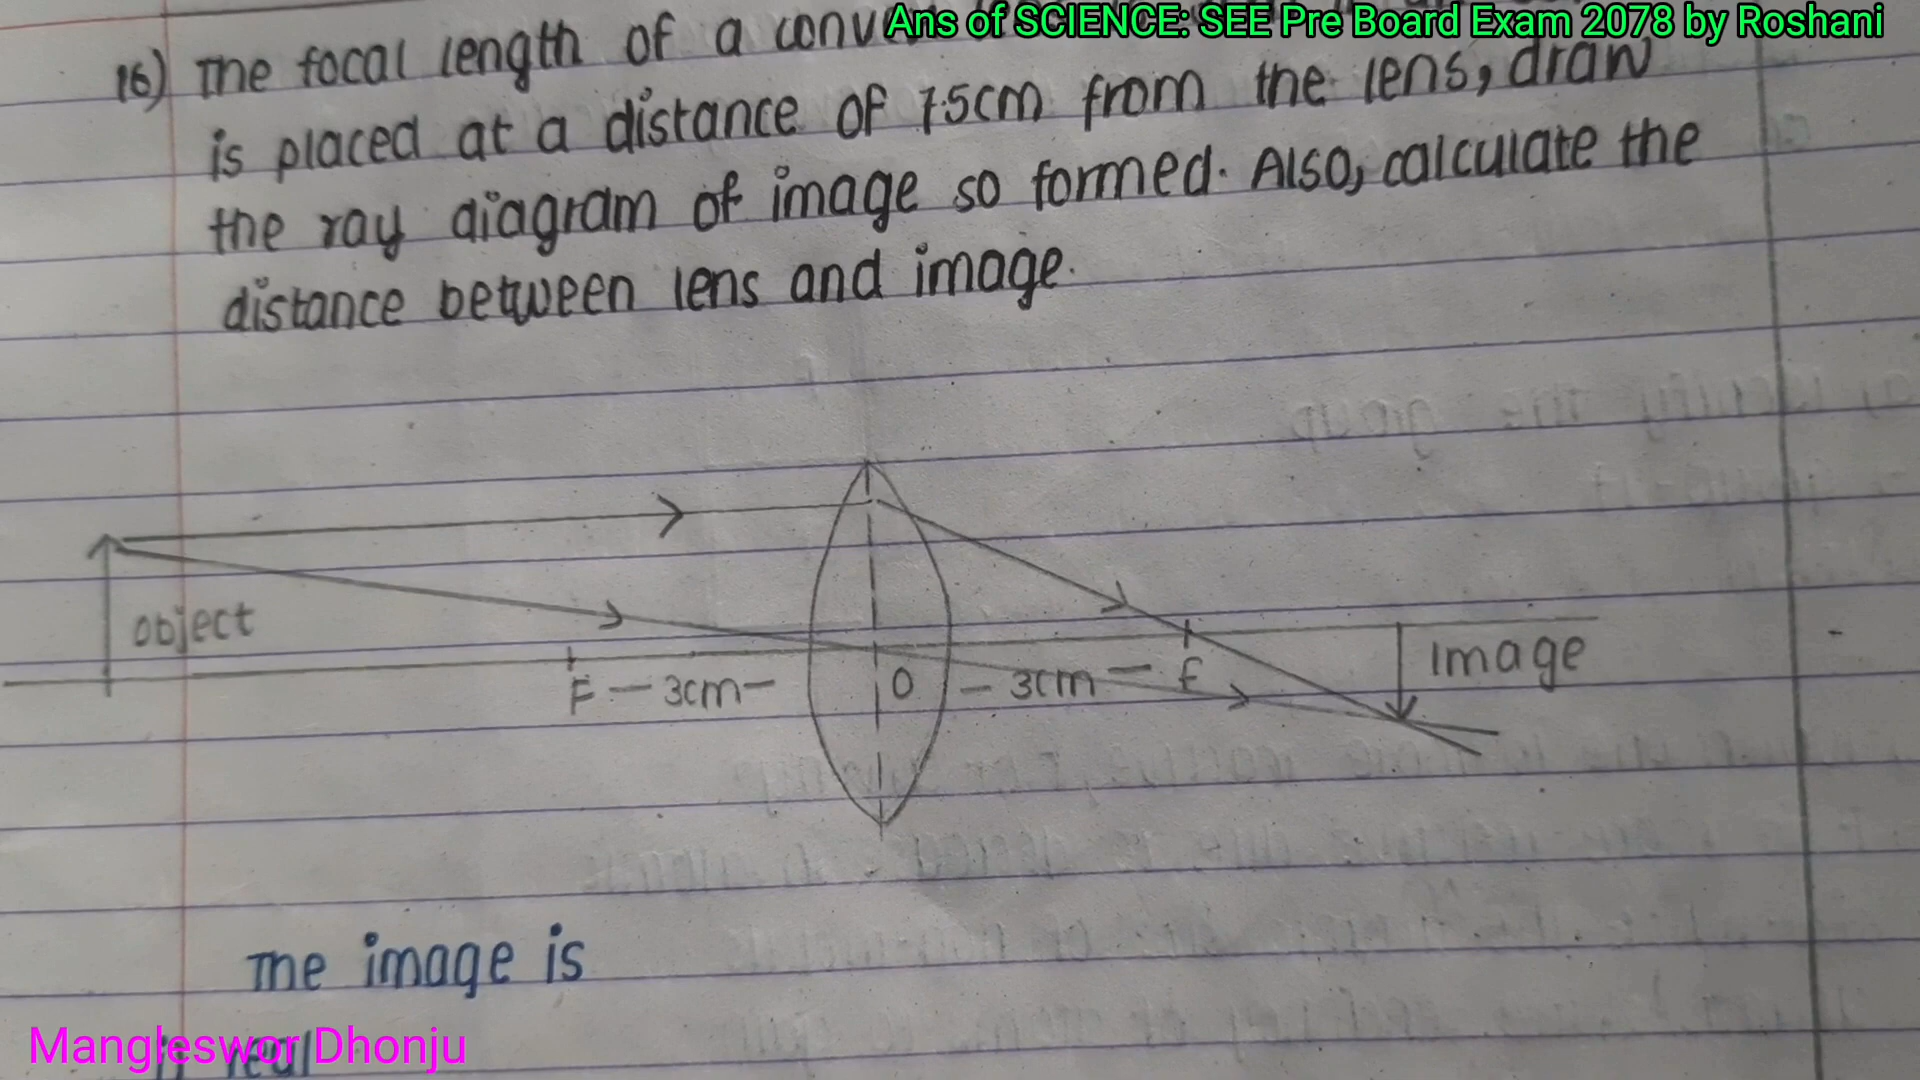 Ans of SCIENCE: SEE Pre Board Exam 2078 by Roshani
16) The focal length of a
is placed at a distance of 7.5cm from the lens, draw
the ray diagram of image so formed. Also, calculate the
distance between lens and image.
object
Image
F - 3cm - O - 3cm - F
The image is
real
Mangleswor Dhonju